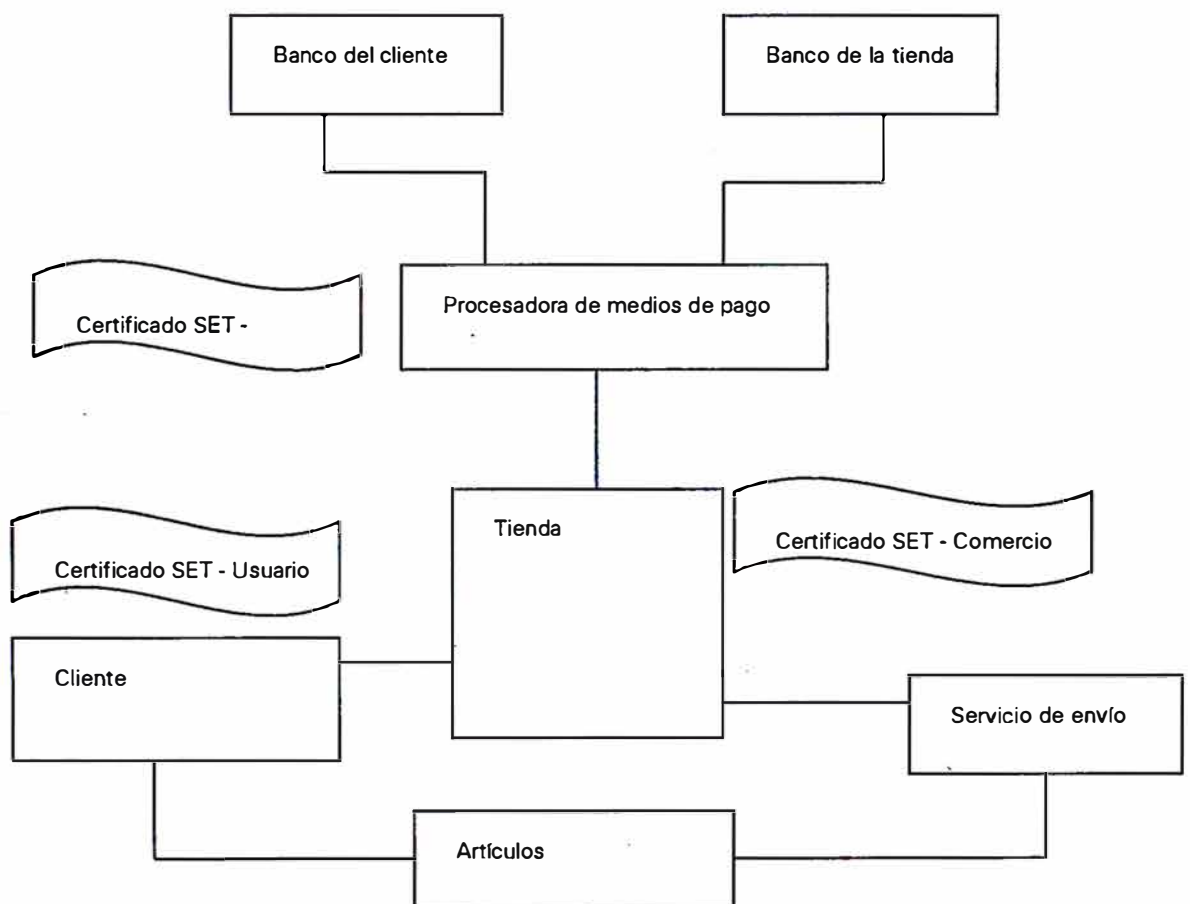 Banco del cliente
Banco de la tienda
Procesadora de medios de pago
Certificado SET -
Tienda
Certificado SET - Comercio
Certificado SET - Usuario
Cliente
Servicio de envío
Artículos